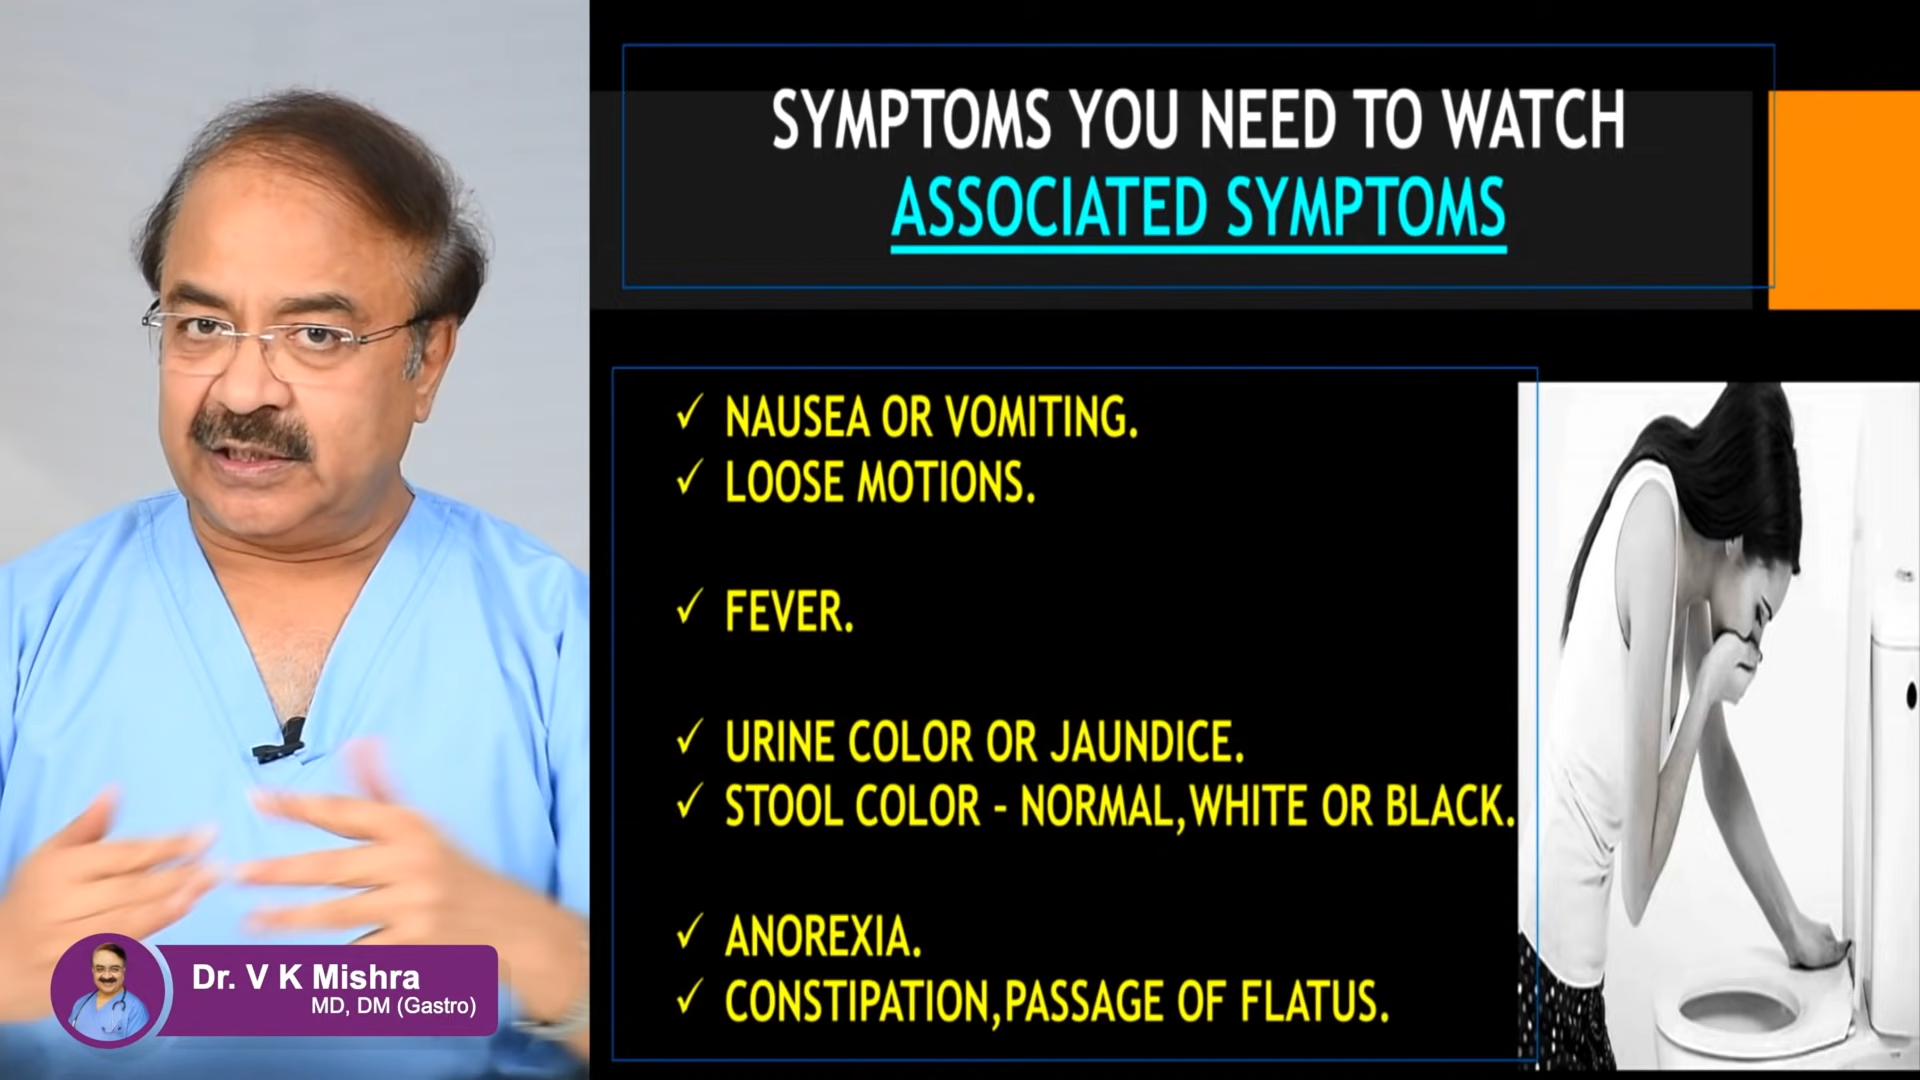 SYMPTOMS YOU NEED TO WATCH
ASSOCIATED SYMPTOMS
✓ NAUSEA OR VOMITING.
✓ LOOSE MOTIONS.
✓ FEVER.
✓ URINE COLOR OR JAUNDICE.
✓ STOOL COLOR - NORMAL,WHITE OR BLACK.
✓ ANOREXIA.
✓ CONSTIPATION,PASSAGE OF FLATUS.
Dr. V K Mishra
MD, DM (Gastro)